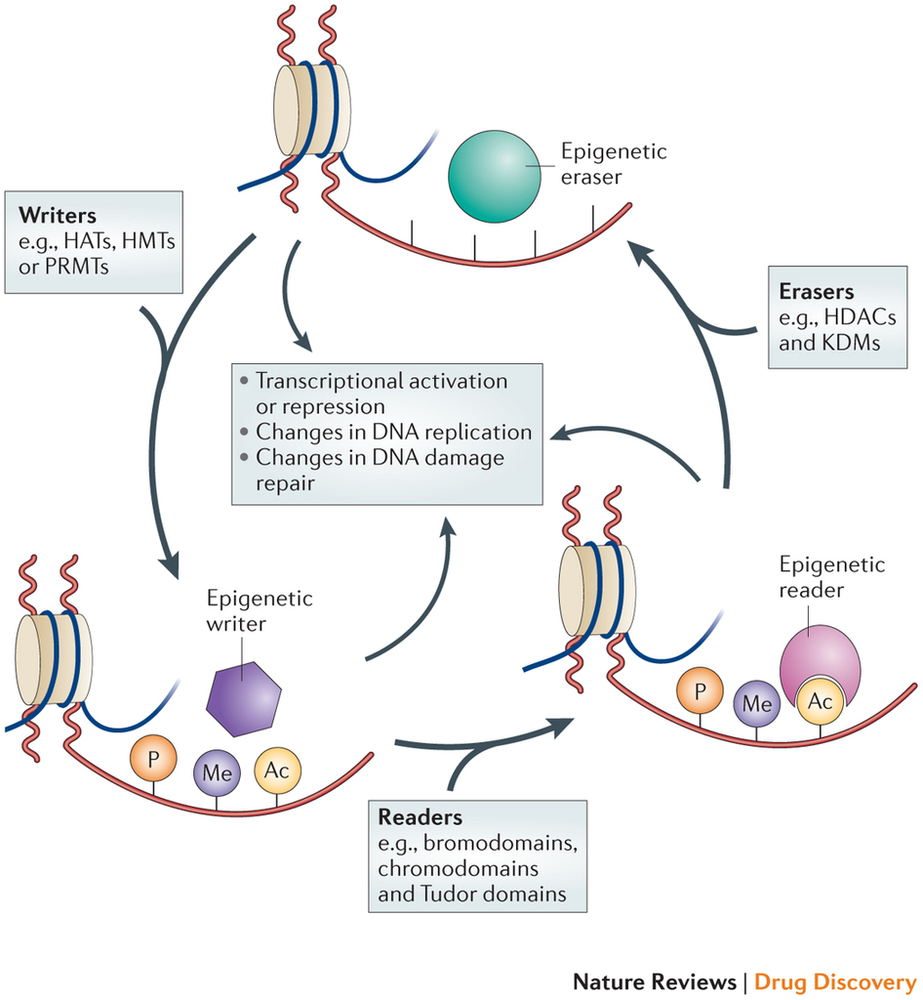 Epigenetic
eraser
Writers
e.g., HATs, HMTs
or PRMTs
Erasers
e.g., HDACs
and KDMs
• Transcriptional activation
or repression
• Changes in DNA replication
• Changes in DNA damage
repair
Epigenetic
writer
P
Me
Ac
Epigenetic
reader
P
Me
Ac
Readers
e.g., bromodomains,
chromodomains
and Tudor domains
Nature Reviews | Drug Discovery